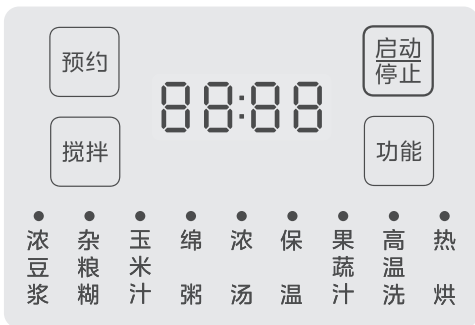 预约
启动
停止
88:88
搅拌
功能
浓豆浆
杂粮糊
玉米汁
绵粥
浓汤
保温
果蔬汁
高温洗
热烘